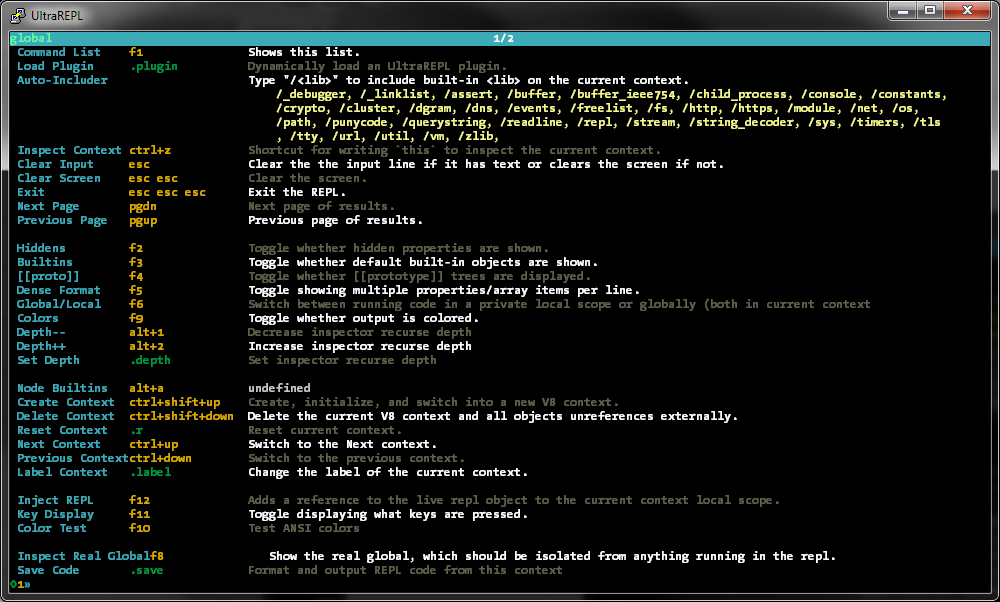 UltraREPL
global 1/2
Command List f1 Shows this list.
Load Plugin .plugin Dynamically load an UltraREPL plugin.
Auto-Includer Type "/<lib>" to include built-in <lib> on the current context.
/_debugger, /_linklist, /assert, /buffer, /buffer_ieee754, /child_process, /console, /constants,
/crypto, /cluster, /dgram, /dns, /events, /freelist, /fs, /http, /https, /module, /net, /os,
/path, /punycode, /querystring, /readline, /repl, /stream, /string_decoder, /sys, /timers, /tls
, /tty, /url, /util, /vm, /zlib,
Inspect Context ctrl+z Shortcut for writing `this` to inspect the current context.
Clear Input esc Clear the the input line if it has text or clears the screen if not.
Clear Screen esc esc Clear the screen.
Exit esc esc esc Exit the REPL.
Next Page pgdn Next page of results.
Previous Page pgup Previous page of results.
Hiddens f2 Toggle whether hidden properties are shown.
Builtins f3 Toggle whether default built-in objects are shown.
[[proto]] f4 Toggle whether [[prototype]] trees are displayed.
Dense Format f5 Toggle showing multiple properties/array items per line.
Global/Local f6 Switch between running code in a private local scope or globally (both in current context
Colors f9 Toggle whether output is colored.
Depth-- alt+1 Decrease inspector recurse depth
Depth++ alt+2 Increase inspector recurse depth
Set Depth .depth Set inspector recurse depth
Node Builtins alt+a undefined
Create Context ctrl+shift+up Create, initialize, and switch into a new V8 context.
Delete Context ctrl+shift+down Delete the current V8 context and all objects unreferences externally.
Reset Context .r Reset current context.
Next Context ctrl+up Switch to the Next context.
Previous Contextctrl+down Switch to the previous context.
Label Context .label Change the label of the current context.
Inject REPL f12 Adds a reference to the live repl object to the current context local scope.
Key Display f11 Toggle displaying what keys are pressed.
Color Test f10 Test ANSI colors
Inspect Real Globalf8 Show the real global, which should be isolated from anything running in the repl.
Save Code .save Format and output REPL code from this context
01»